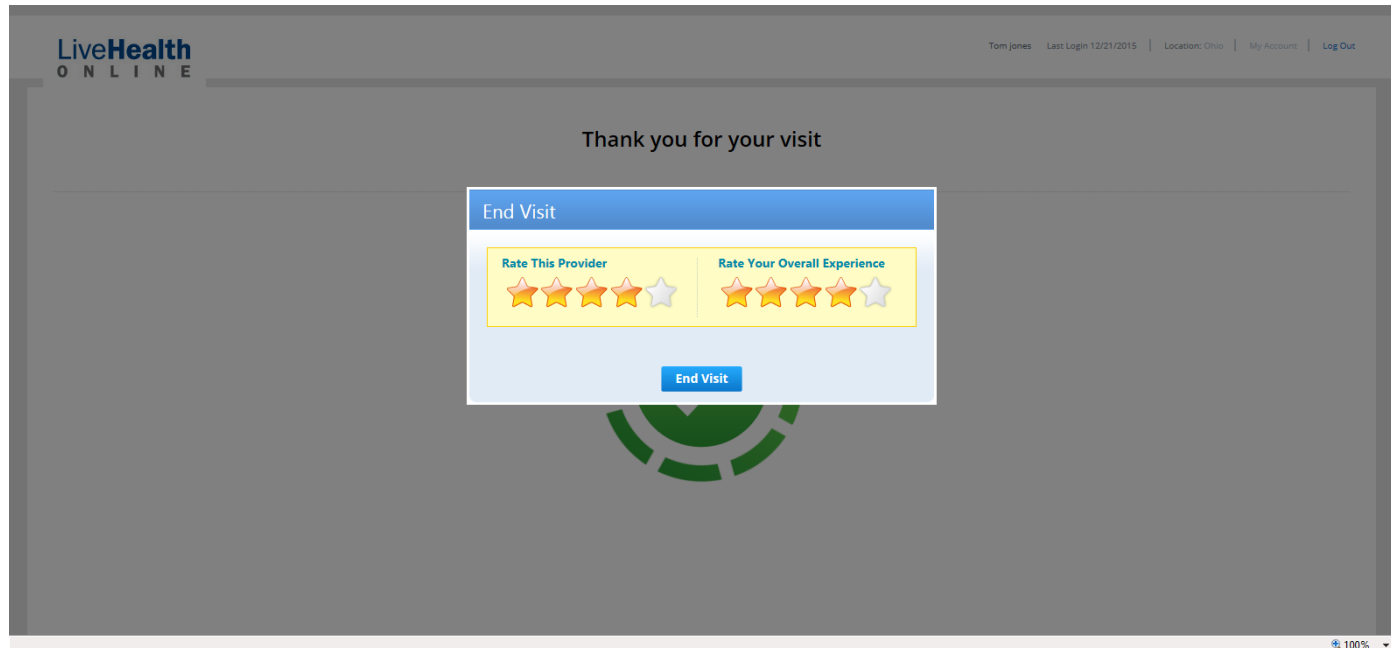 LiveHealth
ONLINE
Tom jones Last Login 12/21/2015 | Location: Ohio | My Account | Log Out
Thank you for your visit
End Visit
Rate This Provider
Rate Your Overall Experience
End Visit
100%